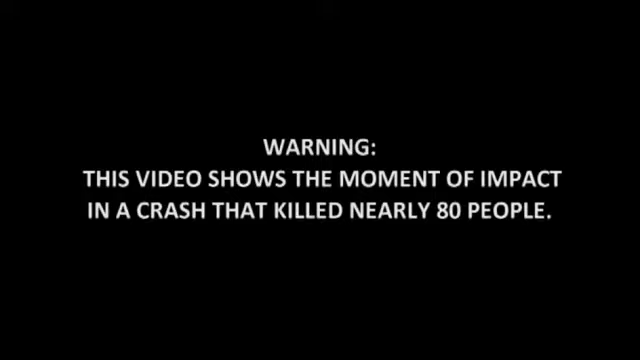 WARNING:
THIS VIDEO SHOWS THE MOMENT OF IMPACT
IN A CRASH THAT KILLED NEARLY 80 PEOPLE.